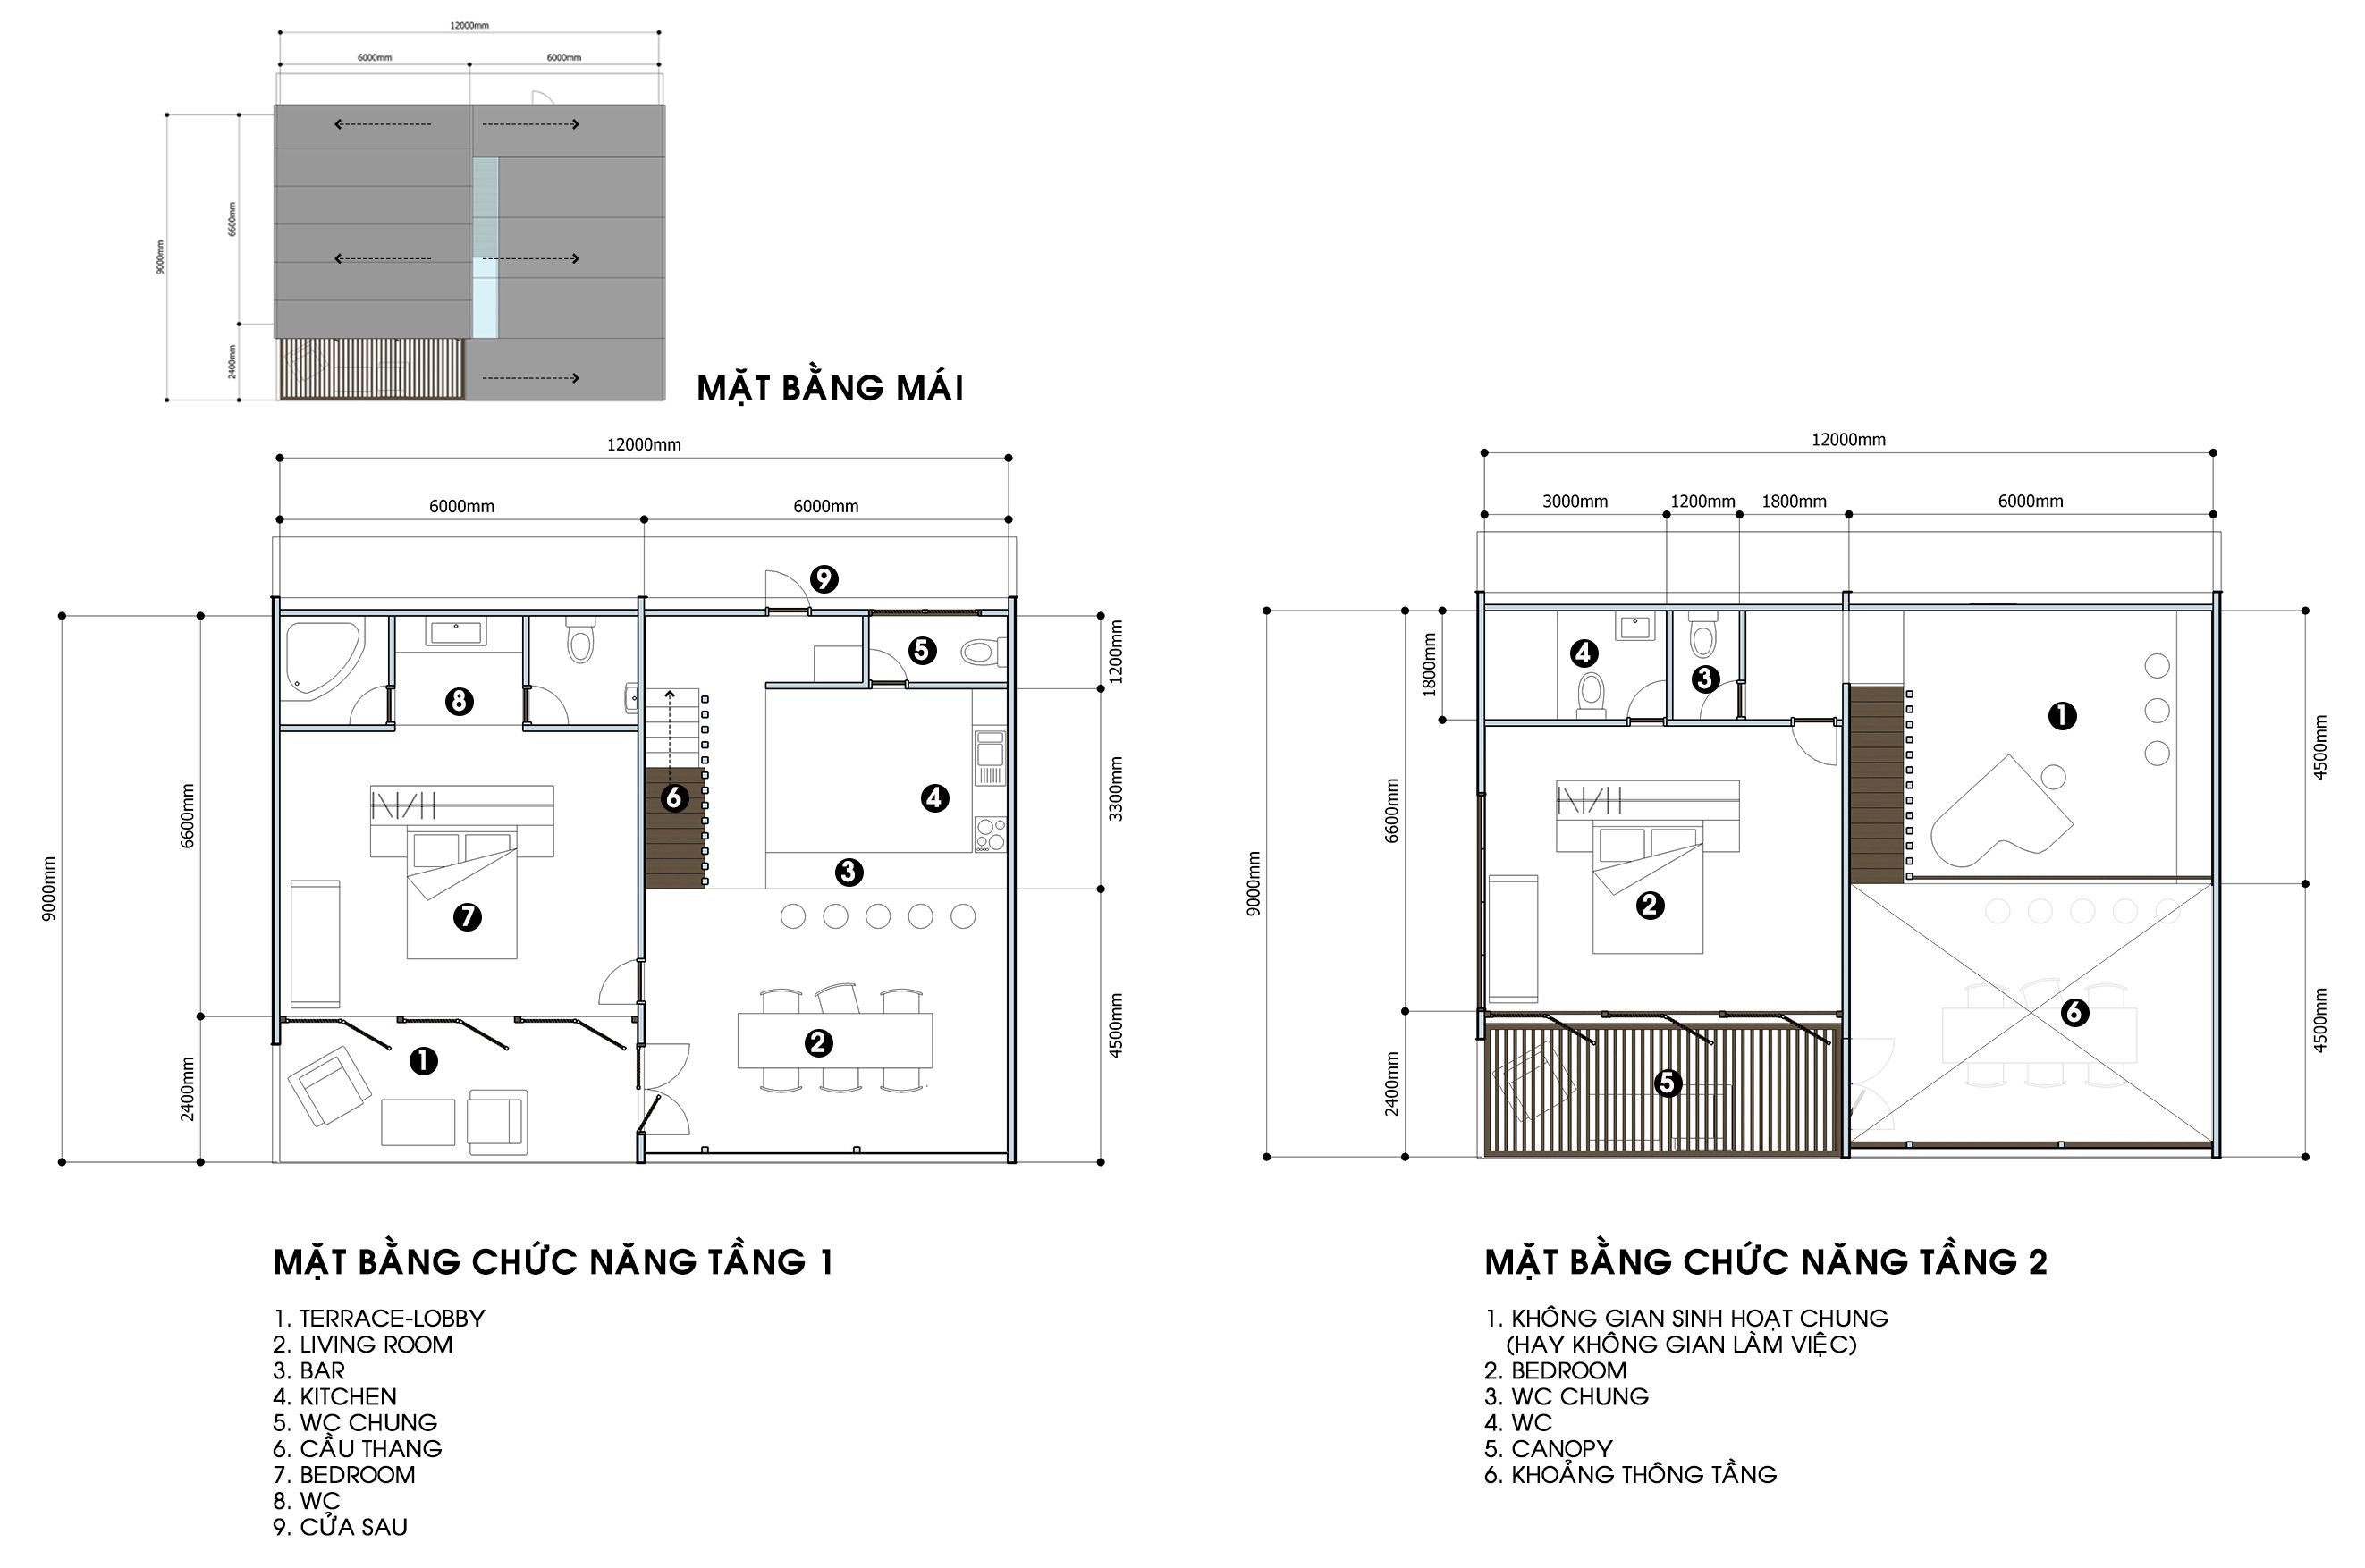 12000mm
6000mm
6000mm
9000mm
6600mm
2400mm
MẶT BẰNG MÁI
12000mm
6000mm
6000mm
9
5
8
6
4
3
7
2
1
9000mm
6600mm
2400mm
1200mm
3300mm
4500mm
12000mm
3000mm
1200mm
1800mm
6000mm
4
3
1
2
6
5
9000mm
1800mm
6600mm
2400mm
4500mm
4500mm
MẶT BẰNG CHỨC NĂNG TẦNG 1
1. TERRACE-LOBBY
2. LIVING ROOM
3. BAR
4. KITCHEN
5. WC CHUNG
6. CẦU THANG
7. BEDROOM
8. WC
9. CỬA SAU
MẶT BẰNG CHỨC NĂNG TẦNG 2
1. KHÔNG GIAN SINH HOẠT CHUNG
(HAY KHÔNG GIAN LÀM VIỆC)
2. BEDROOM
3. WC CHUNG
4. WC
5. CANOPY
6. KHOẢNG THÔNG TẦNG